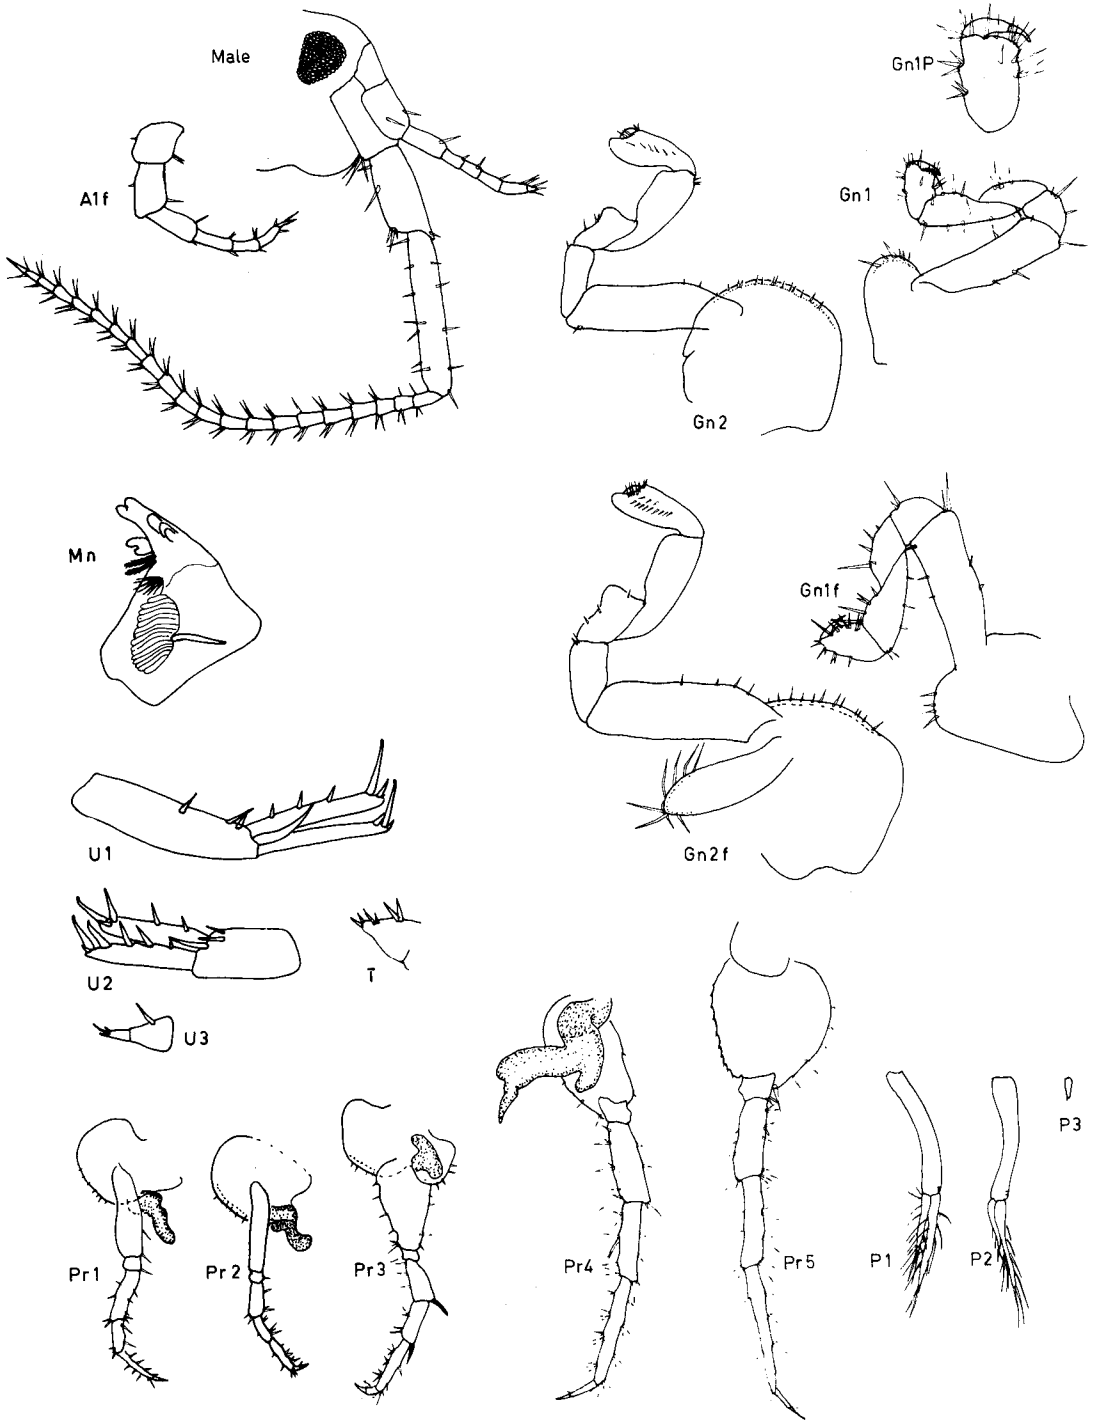 Male
Gn1P
A1f
Gn1
Gn2
Mn
Gn1f
U1
Gn2f
U2
T
U3
P3
Pr1
Pr2
Pr3
Pr4
Pr5
P1
P2